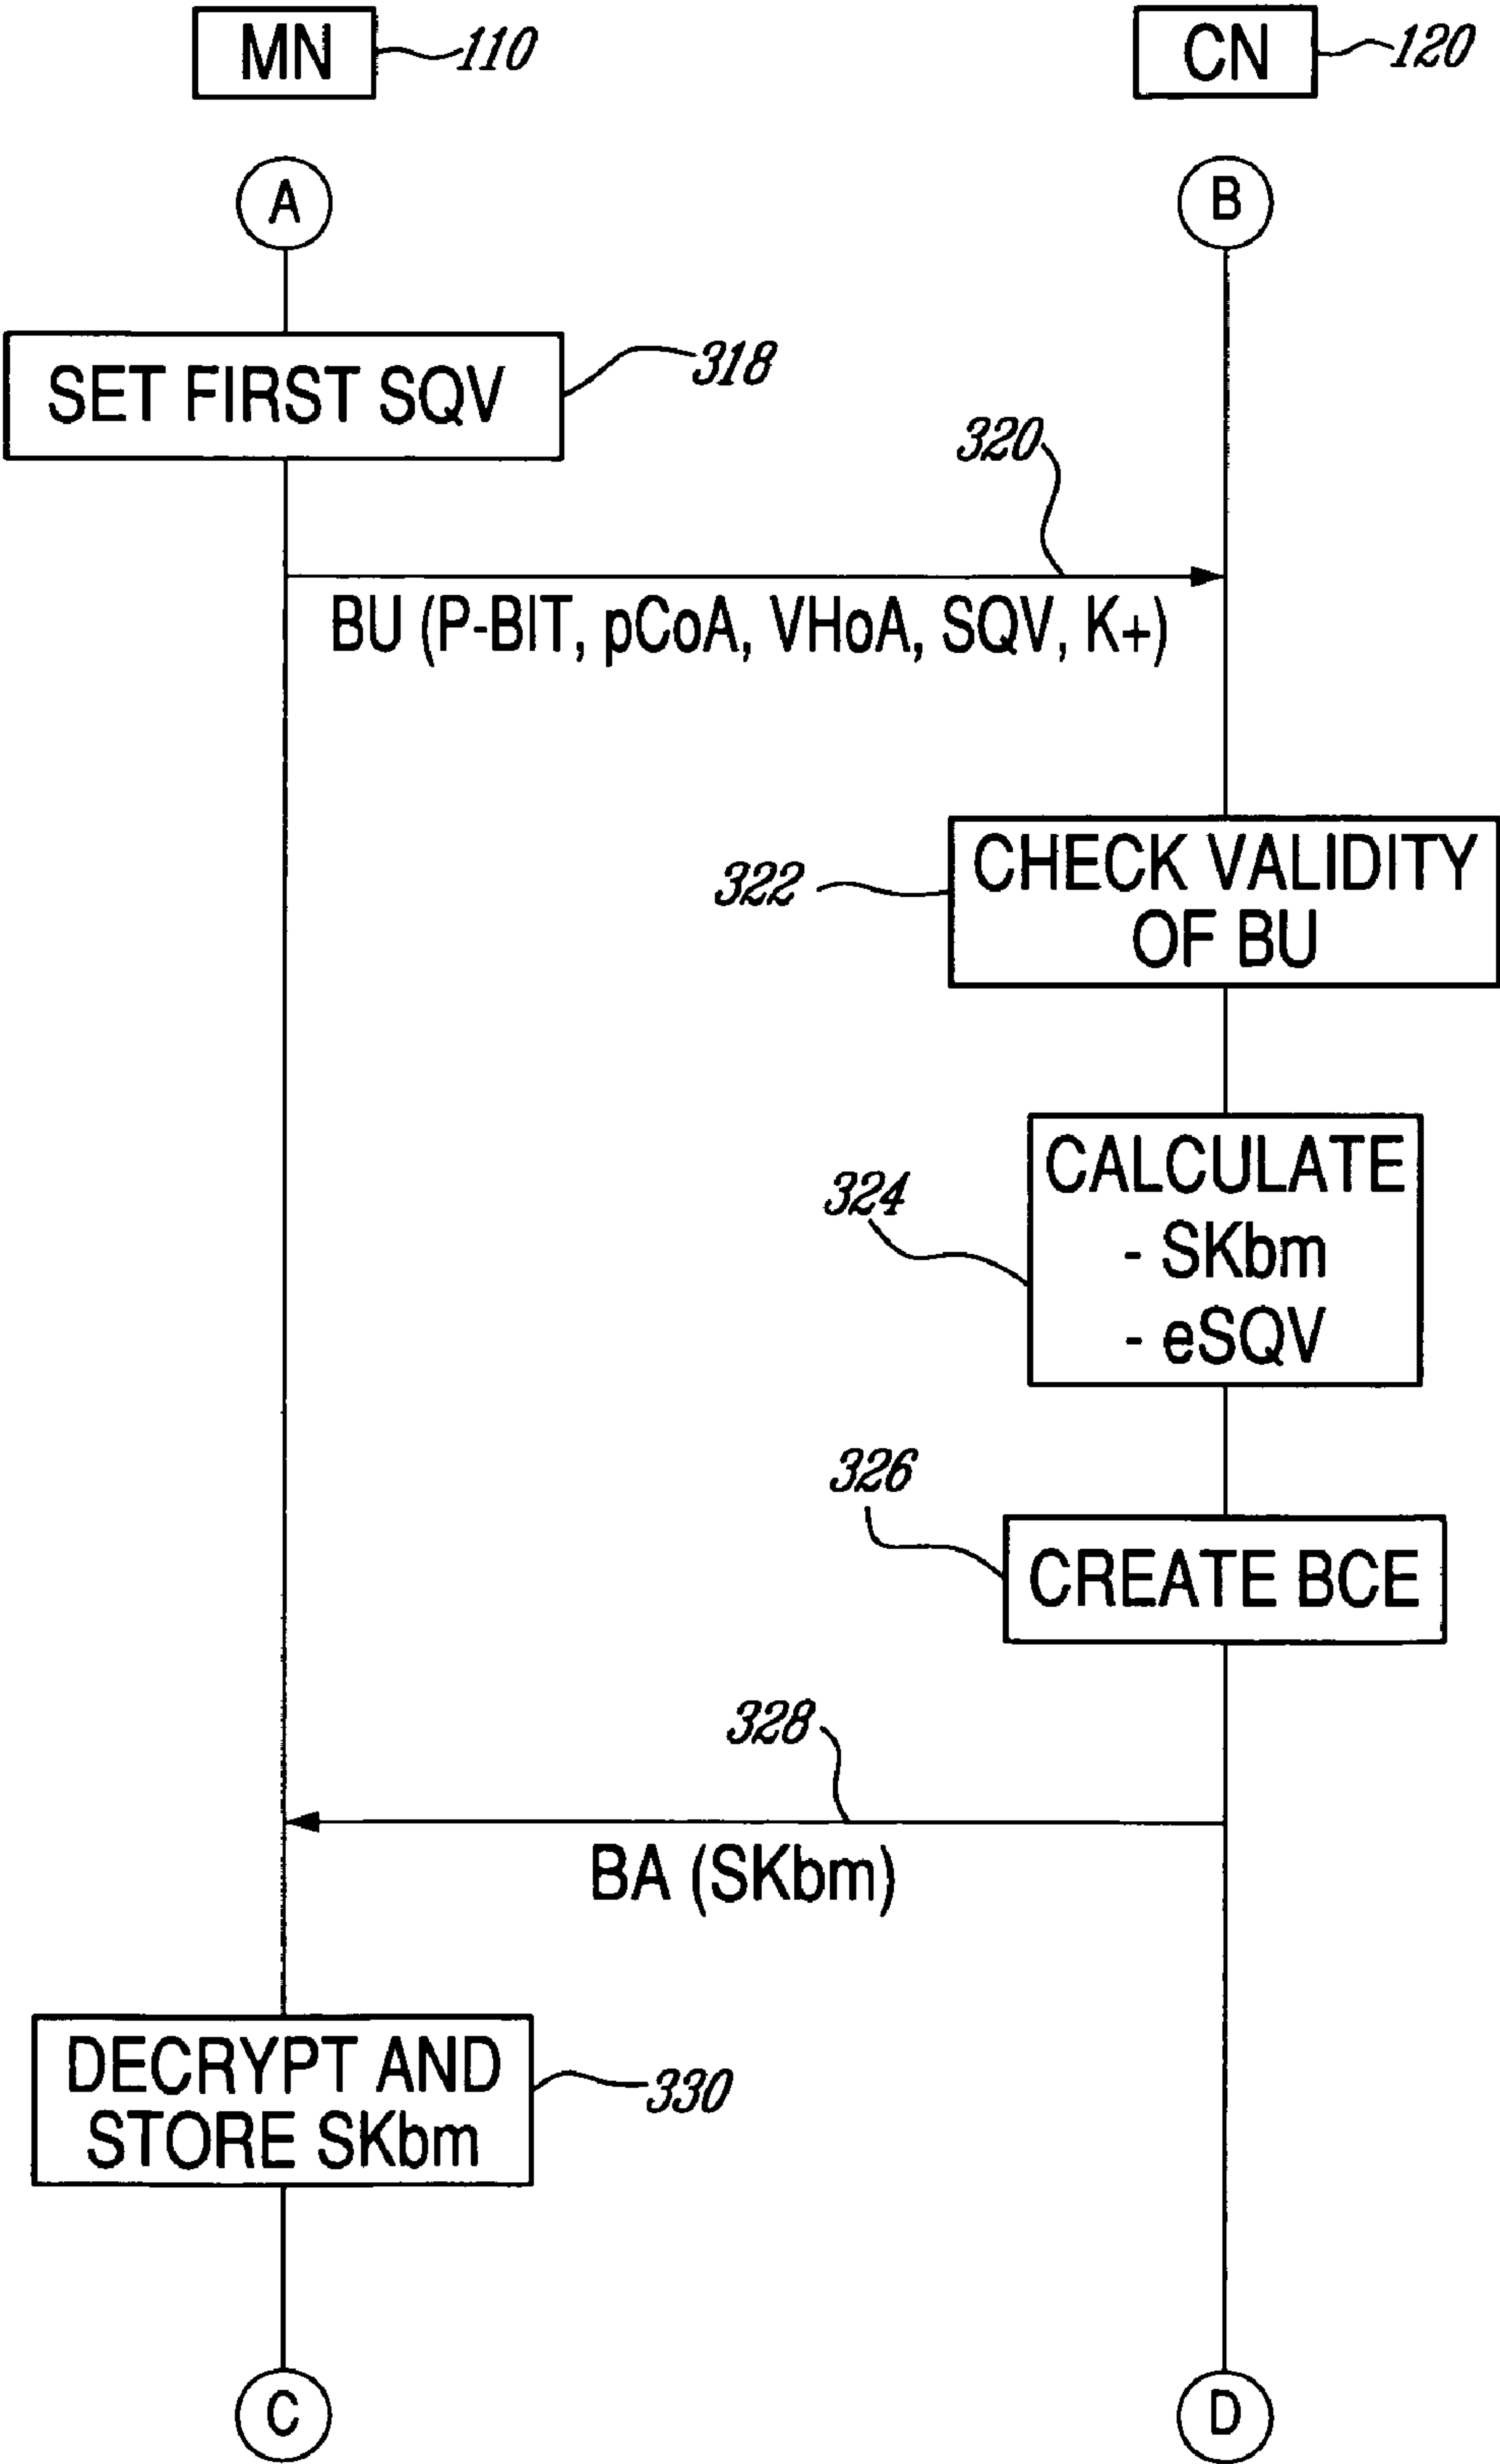 MN 110
CN 120
A
B
SET FIRST SQV 318
320
BU (P-BIT, pCoA, VHoA, SQV, K+)
322 CHECK VALIDITY
OF BU
CALCULATE
324 - SKbm
- eSQV
326
CREATE BCE
328
BA (SKbm)
DECRYPT AND
STORE SKbm 330
C
D